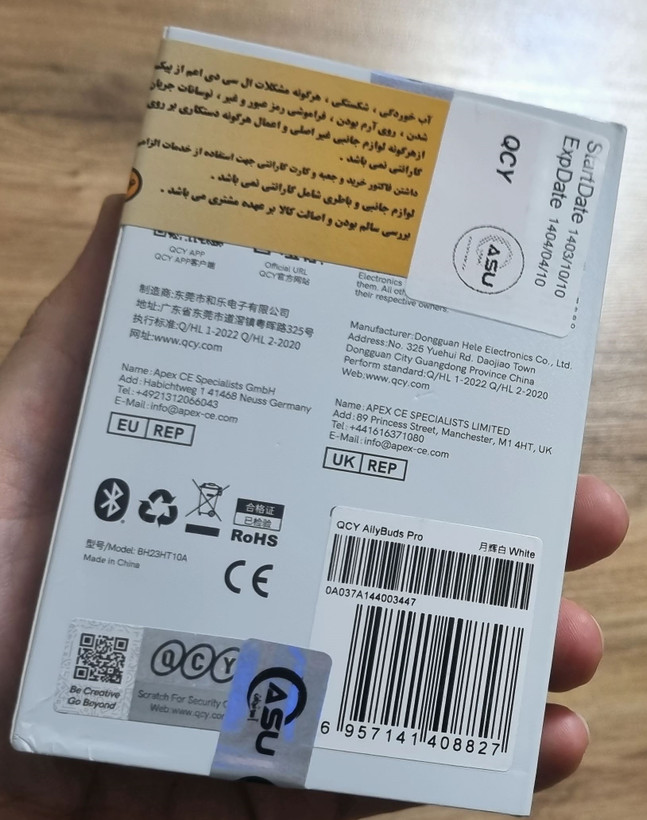 آب خوردگی ، شکستگی ، هرگونه مشکلات ال سی دی اعم از
شدن ، روی آرم بودن ، فراموشی رمز عبور و غیر ، نوسانات جریان
ازهرگونه لوازم جانبی غیر اصلی و اعمال هرگونه دستکاری بر روی
گارانتی نمی باشد .
داشتن فاکتور خرید و جعبه و کارت گارانتی جهت استفاده از خدمات
لوازم جانبی و باطری شامل گارانتی نمی باشد .
بررسی سالم بودن و اصالت کالا بر عهده مشتری می باشد .
QCY
ASU
StartDate 1403/10/10
ExpDate 1404/04/10
QCY APP
QCY APP客户端
Official URL
QCY官方网站
Electronics
them. All
their respective owners.
制造商:东莞市和乐电子有限公司
地址:广东省东莞市道滘镇粤晖路325号
执行标准:Q/HL 1-2022 Q/HL 2-2020
网址:www.qcy.com
Manufacturer:Dongguan Hele Electronics Co., Ltd.
Address:No. 325 Yuehui Road. Daojiao Town
Dongguan City Guangdong Province China
Perform standard:Q/HL 1-2022 Q/HL 2-2020
Web:www.qcy.com
Name:Apex CE Specialists GmbH
Add:Habichtweg 1 41468 Neuss Germany
Tel:+4921312066043
E-Mail:info@apex-ce.com
EU REP
Name: APEX CE SPECIALISTS LIMITED
Add:89 Princess Street, Manchester, M1 4HT, UK
Tel:+441616371080
E-Mail:info@apex-ce.com
UK REP
合格证
已检验
RoHS
型号/Model: BH23HT10A
Made in China
CE
QCY AilyBuds Pro 月輝白 White
0A037A144003447
6 957141 408827
Be Creative
Go Beyond
QCY
Scratch For Security
Web:www.qcy.com
ASU